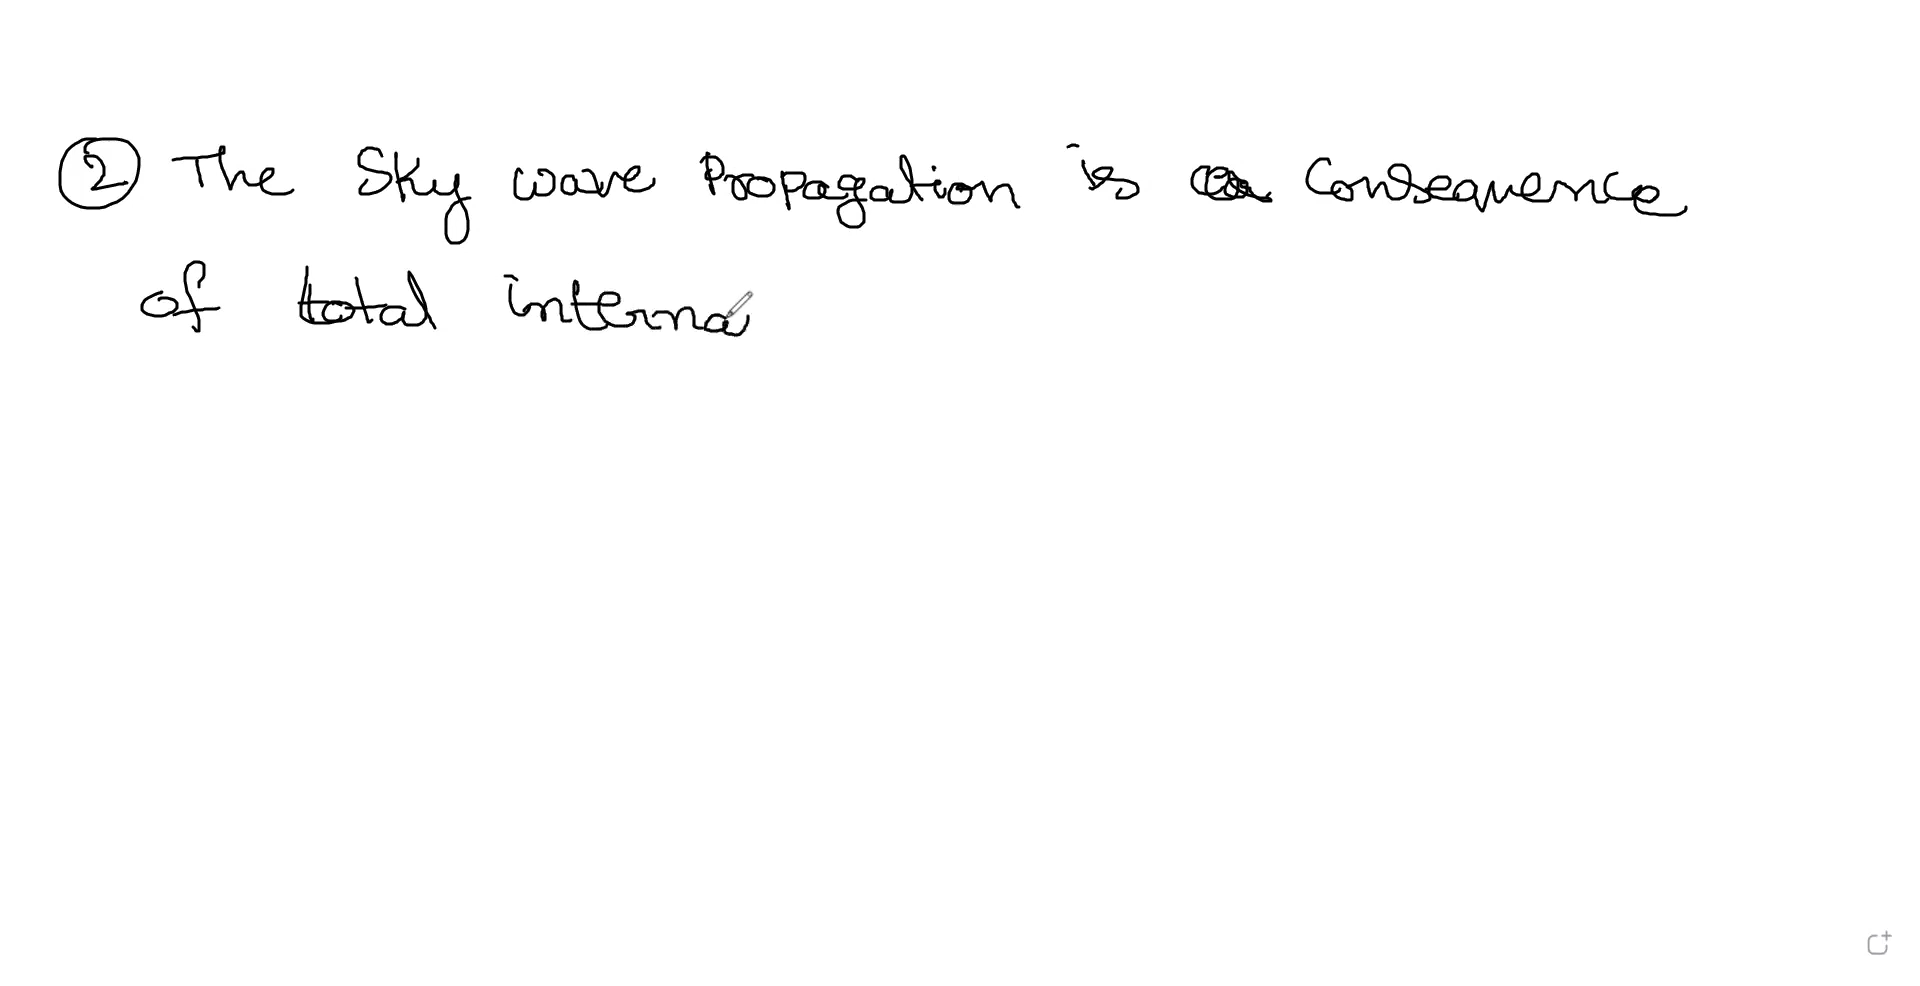 ② The Sky wave Propagation is a Consequence
of total interna